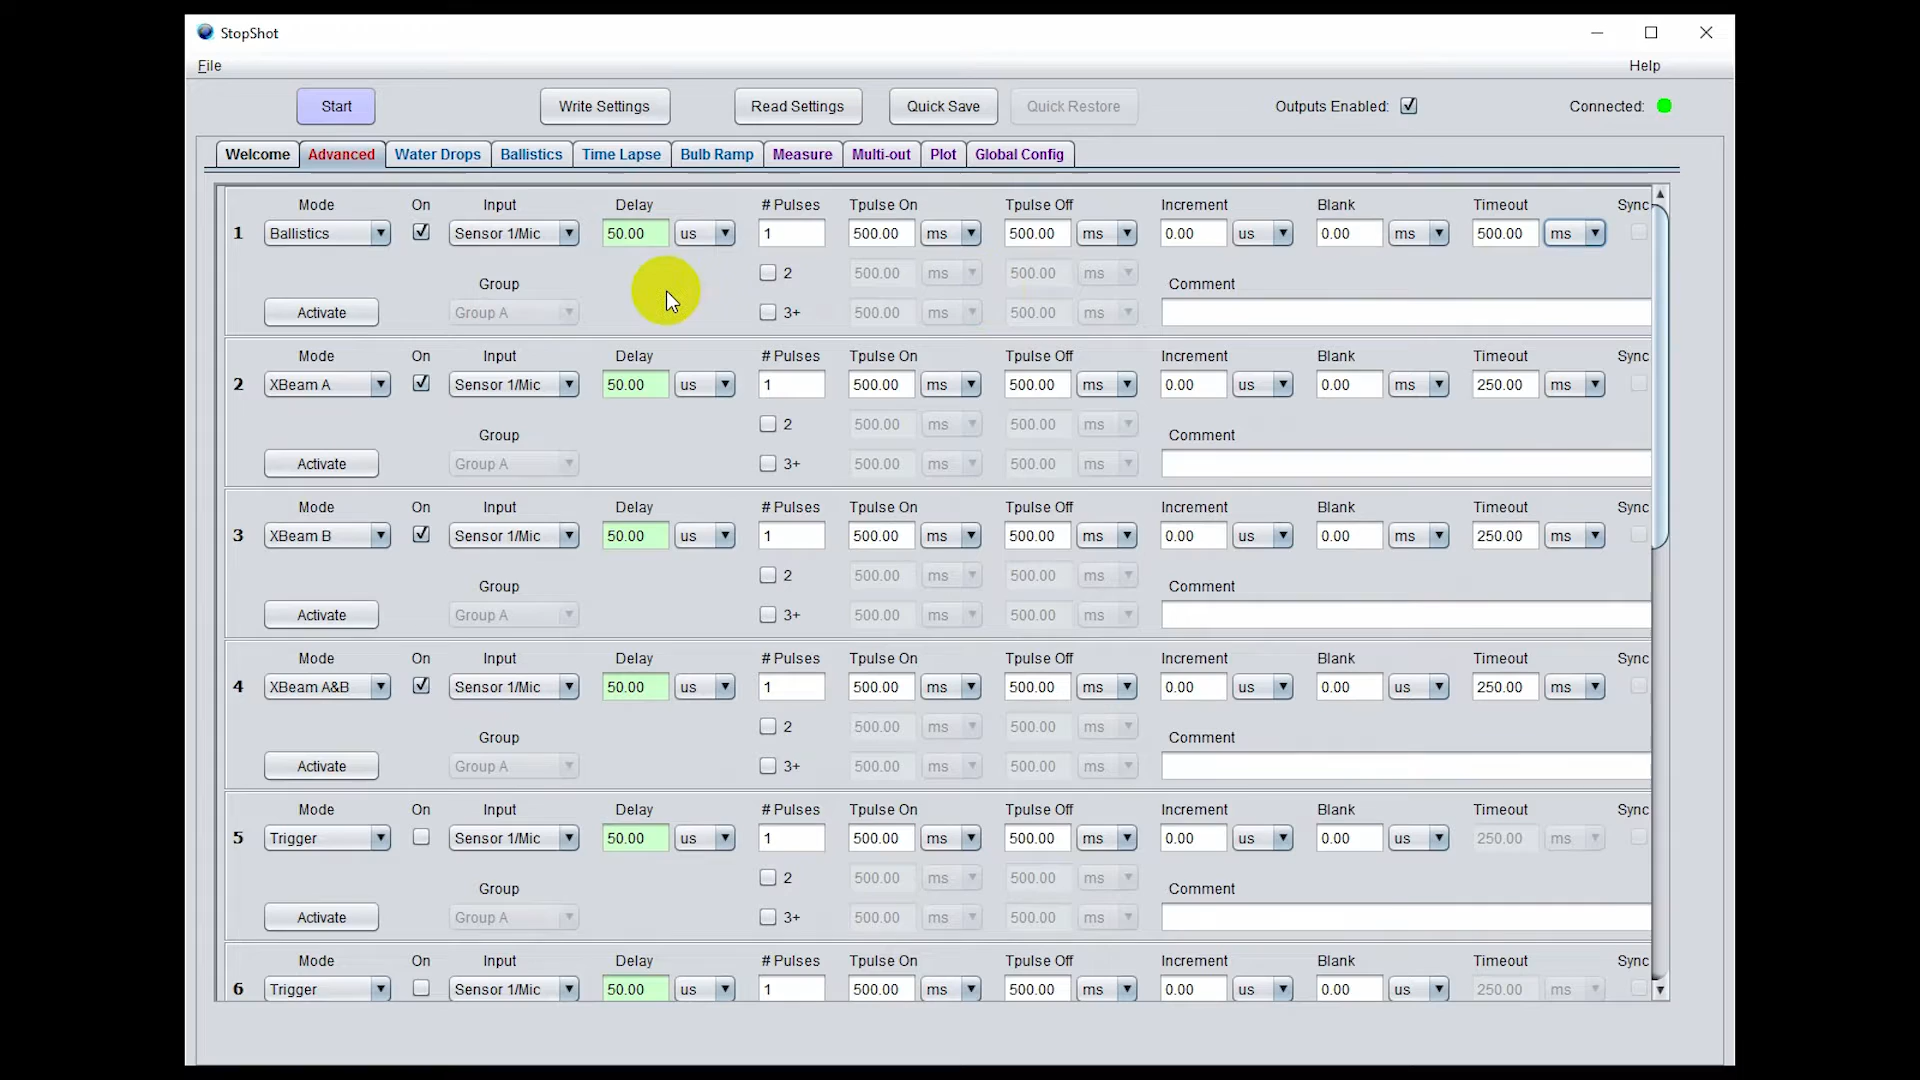 StopShot
File Help
Start Write Settings Read Settings Quick Save Quick Restore Outputs Enabled: Connected:
Welcome Advanced Water Drops Ballistics Time Lapse Bulb Ramp Measure Multi-out Plot Global Config
Mode On Input Delay # Pulses Tpulse On Tpulse Off Increment Blank Timeout Sync
1 Ballistics Sensor 1/Mic 50.00 us 1 500.00 ms 500.00 ms 0.00 us 0.00 ms 500.00 ms
2 500.00 ms 500.00 ms
Group Comment
Activate Group A 3+ 500.00 ms 500.00 ms
Mode On Input Delay # Pulses Tpulse On Tpulse Off Increment Blank Timeout Sync
2 XBeam A Sensor 1/Mic 50.00 us 1 500.00 ms 500.00 ms 0.00 us 0.00 ms 250.00 ms
2 500.00 ms 500.00 ms
Group Comment
Activate Group A 3+ 500.00 ms 500.00 ms
Mode On Input Delay # Pulses Tpulse On Tpulse Off Increment Blank Timeout Sync
3 XBeam B Sensor 1/Mic 50.00 us 1 500.00 ms 500.00 ms 0.00 us 0.00 ms 250.00 ms
2 500.00 ms 500.00 ms
Group Comment
Activate Group A 3+ 500.00 ms 500.00 ms
Mode On Input Delay # Pulses Tpulse On Tpulse Off Increment Blank Timeout Sync
4 XBeam A&B Sensor 1/Mic 50.00 us 1 500.00 ms 500.00 ms 0.00 us 0.00 us 250.00 ms
2 500.00 ms 500.00 ms
Group Comment
Activate Group A 3+ 500.00 ms 500.00 ms
Mode On Input Delay # Pulses Tpulse On Tpulse Off Increment Blank Timeout Sync
5 Trigger Sensor 1/Mic 50.00 us 1 500.00 ms 500.00 ms 0.00 us 0.00 us 250.00 ms
2 500.00 ms 500.00 ms
Group Comment
Activate Group A 3+ 500.00 ms 500.00 ms
Mode On Input Delay # Pulses Tpulse On Tpulse Off Increment Blank Timeout Sync
6 Trigger Sensor 1/Mic 50.00 us 1 500.00 ms 500.00 ms 0.00 us 0.00 us 250.00 ms